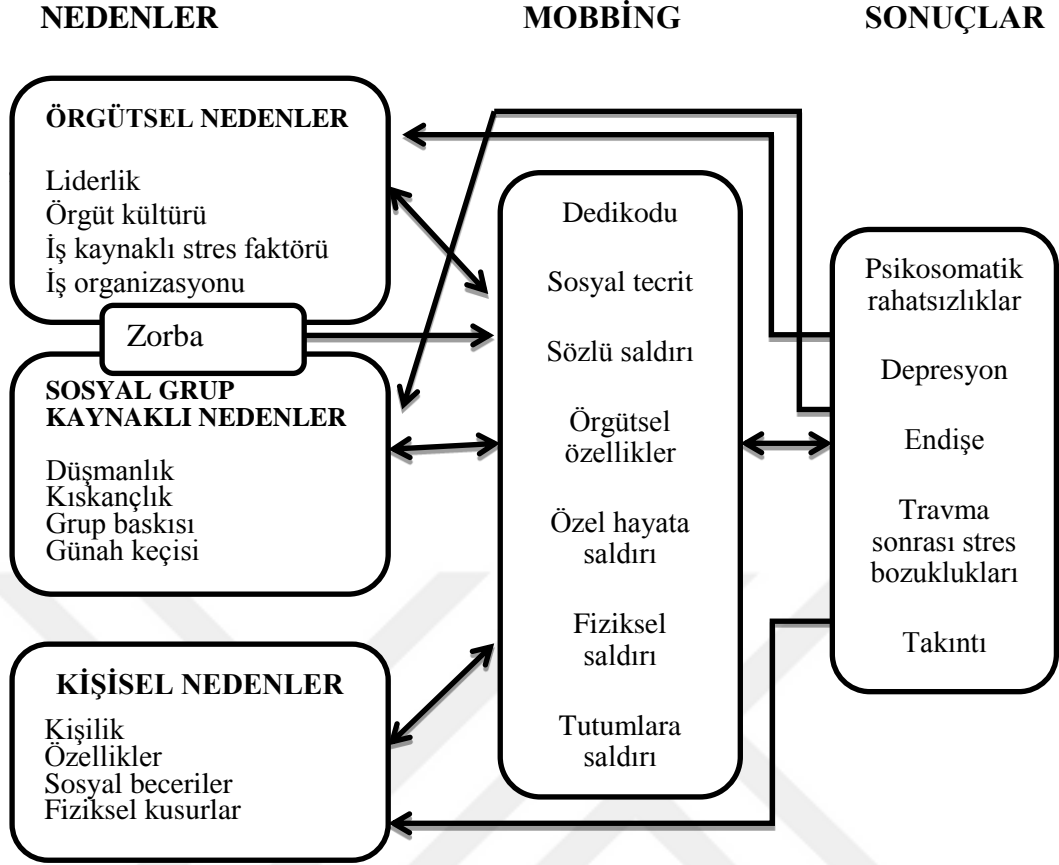 NEDENLER
MOBBİNG
SONUÇLAR
ÖRGÜTSEL NEDENLER
Liderlik
Örgüt kültürü
İş kaynaklı stres faktörü
İş organizasyonu
Zorba
SOSYAL GRUP
KAYNAKLI NEDENLER
Düşmanlık
Kıskançlık
Grup baskısı
Günah keçisi
KİŞİSEL NEDENLER
Kişilik
Özellikler
Sosyal beceriler
Fiziksel kusurlar
Dedikodu
Sosyal tecrit
Sözlü saldırı
Örgütsel
özellikler
Özel hayata
saldırı
Fiziksel
saldırı
Tutumlara
saldırı
Psikosomatik
rahatsızlıklar
Depresyon
Endişe
Travma
sonrası stres
bozuklukları
Takıntı